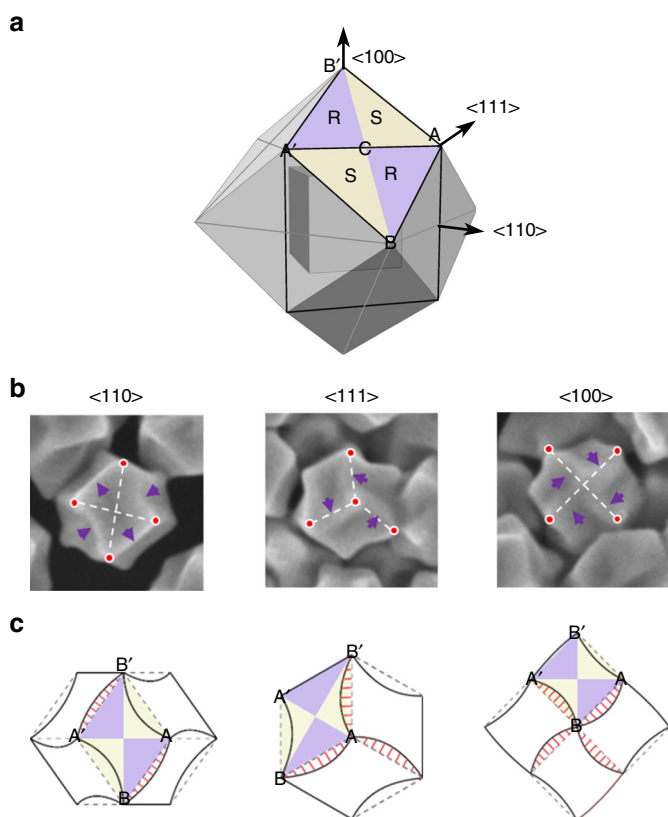 a
B′
<100>
<111>
R S
A
A′
C
S R
<110>
B
b
<110> <111> <100>
c
B′ B′ B′
A′ A′ A
A′ A A
B
B B